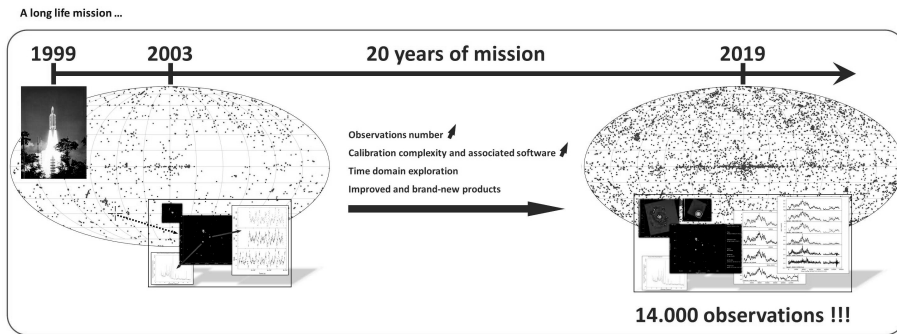 A long life mission ...
1999
2003
20 years of mission
2019
Observations number
Calibration complexity and associated software
Time domain exploration
Improved and brand-new products
14.000 observations !!!